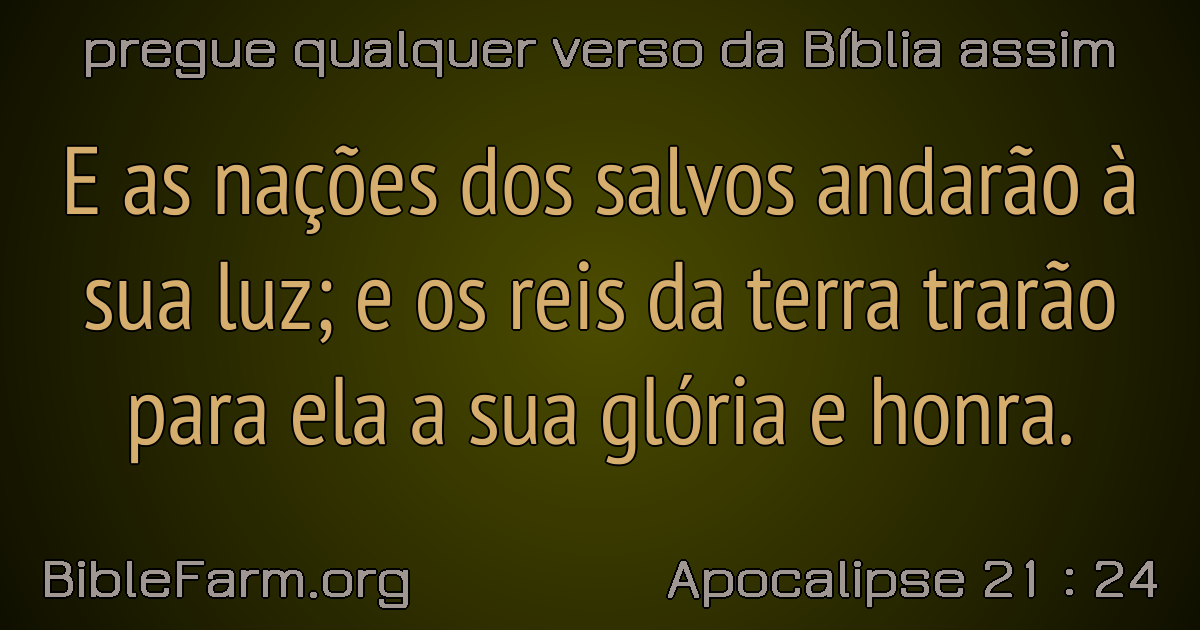 pregue qualquer verso da Bíblia assim
E as nações dos salvos andarão à
sua luz; e os reis da terra trarão
para ela a sua glória e honra.
BibleFarm.org
Apocalipse 21 : 24